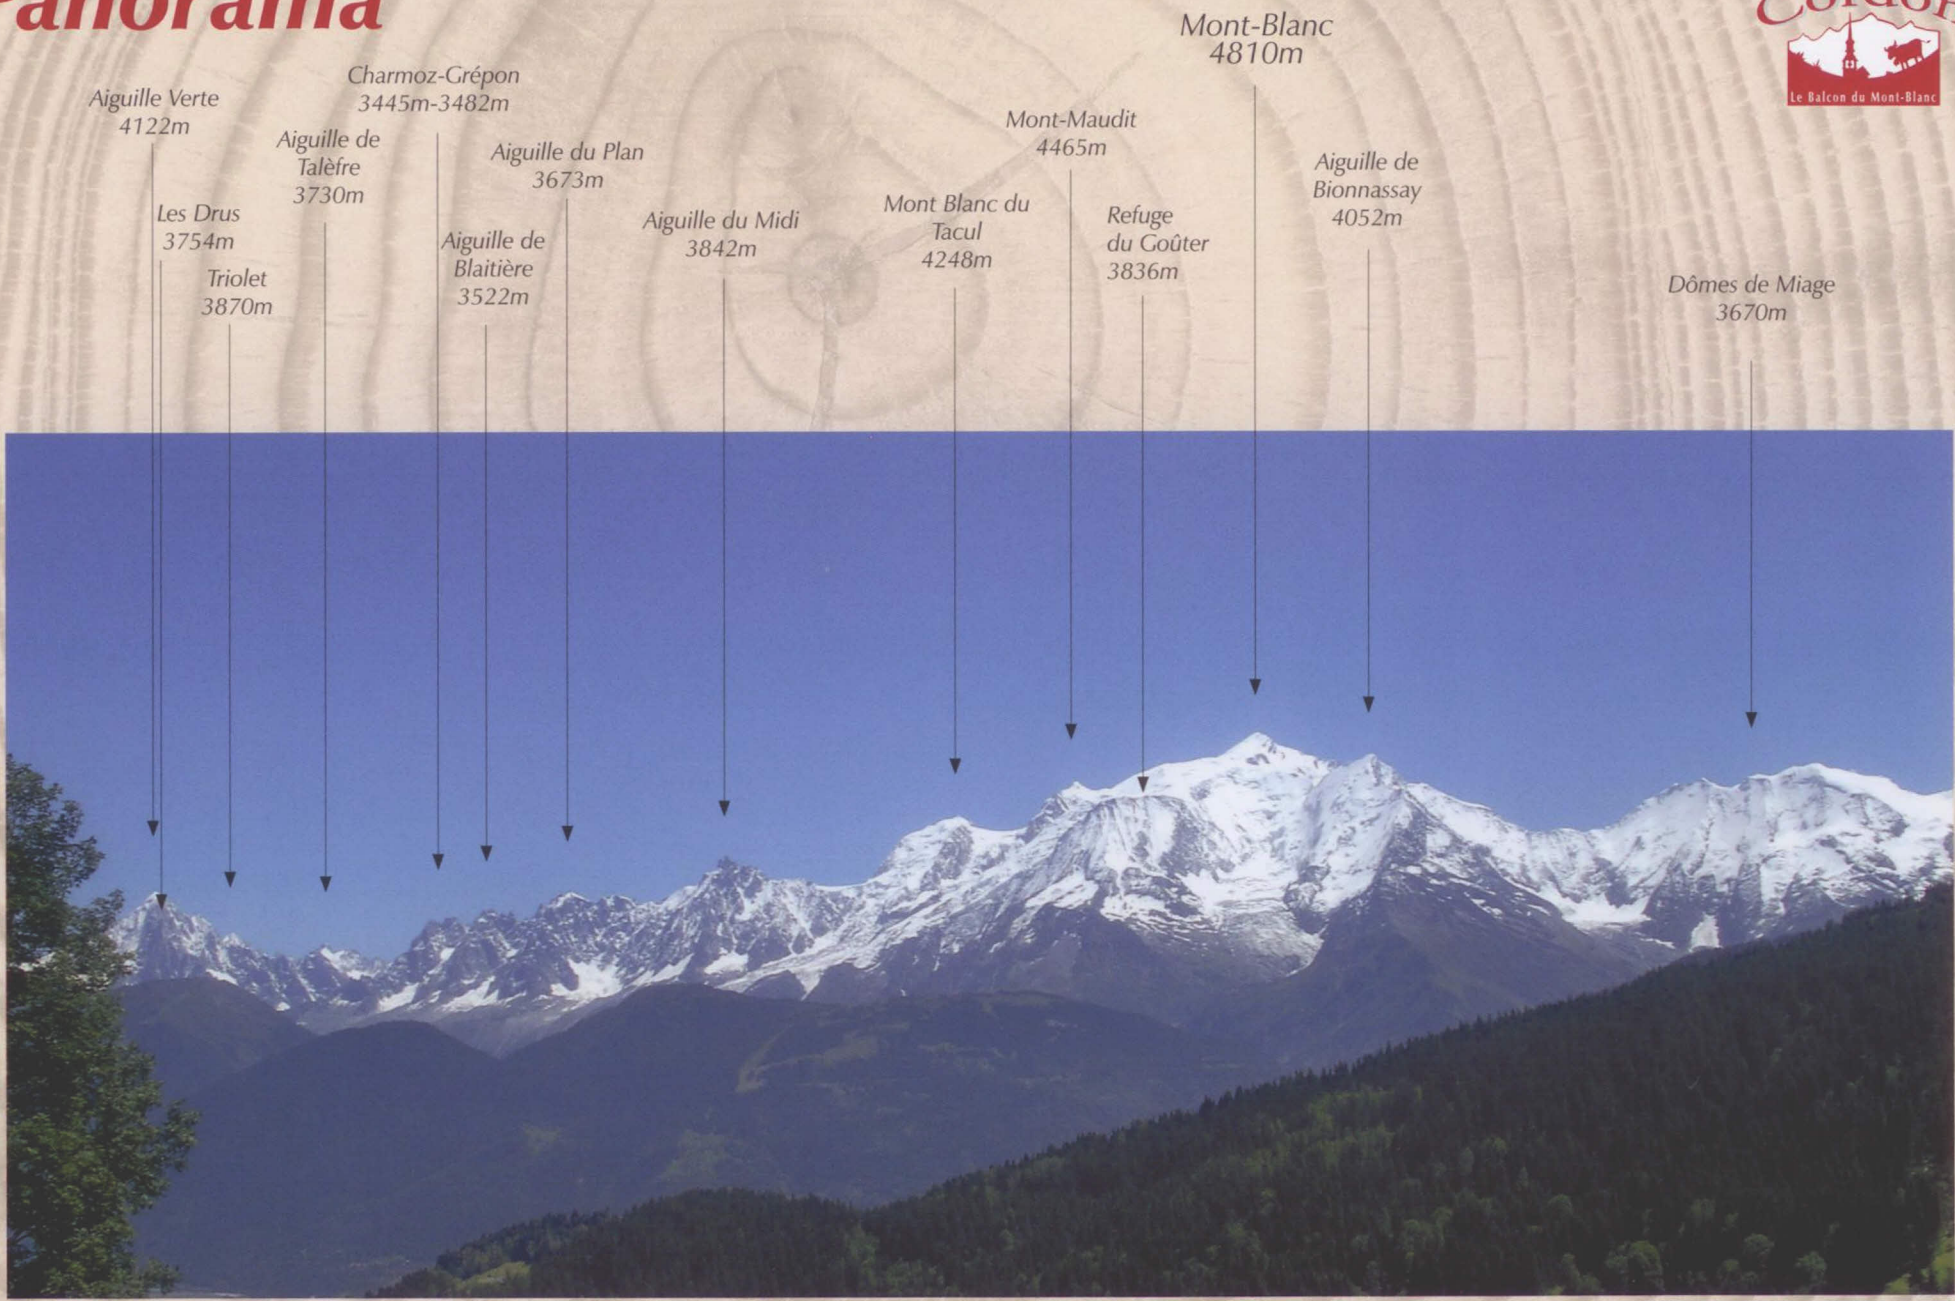 Panorama
Cordon
Le Balcon du Mont-Blanc
Mont-Blanc
4810m
Aiguille Verte
4122m
Charmoz-Grépon
3445m-3482m
Mont-Maudit
4465m
Aiguille de
Talèfre
3730m
Aiguille du Plan
3673m
Aiguille de
Bionnassay
4052m
Les Drus
3754m
Aiguille du Midi
3842m
Mont Blanc du
Tacul
4248m
Refuge
du Goûter
3836m
Aiguille de
Blaitière
3522m
Triolet
3870m
Dômes de Miage
3670m